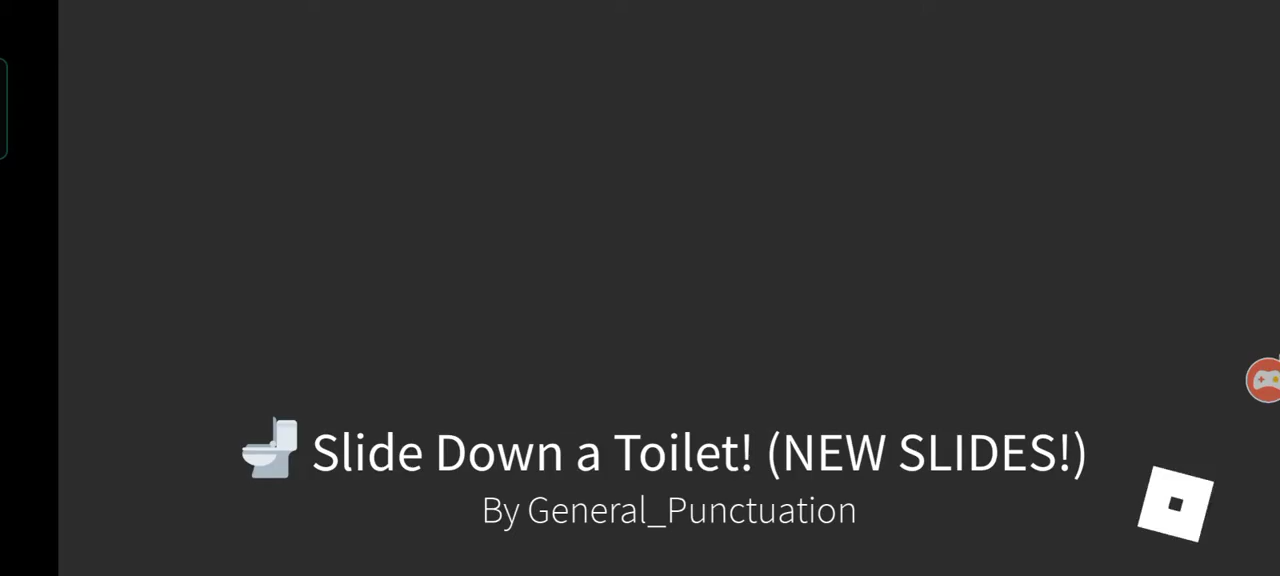 🚽 Slide Down a Toilet! (NEW SLIDES!)
By General_Punctuation